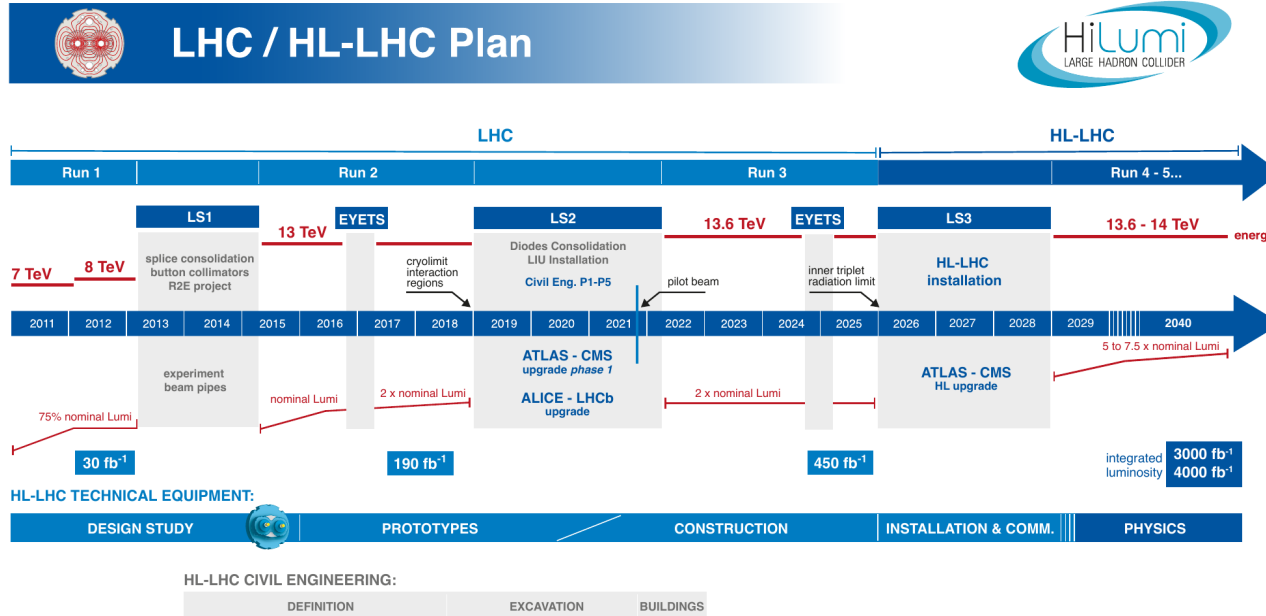 LHC / HL-LHC Plan
HiLumi
LARGE HADRON COLLIDER
LHC
HL-LHC
Run 1
Run 2
Run 3
Run 4 - 5...
LS1
EYETS
LS2
EYETS
LS3
13 TeV
13.6 TeV
13.6 - 14 TeV
energ
7 TeV
8 TeV
splice consolidation
button collimators
R2E project
cryolimit
interaction
regions
Diodes Consolidation
LIU Installation
Civil Eng. P1-P5
pilot beam
inner triplet
radiation limit
HL-LHC
installation
2011
2012
2013
2014
2015
2016
2017
2018
2019
2020
2021
2022
2023
2024
2025
2026
2027
2028
2029
2040
experiment
beam pipes
ATLAS - CMS
upgrade phase 1
ALICE - LHCb
upgrade
ATLAS - CMS
HL upgrade
5 to 7.5 x nominal Lumi
75% nominal Lumi
nominal Lumi
2 x nominal Lumi
2 x nominal Lumi
30 fb⁻¹
190 fb⁻¹
450 fb⁻¹
integrated
luminosity
3000 fb⁻¹
4000 fb⁻¹
HL-LHC TECHNICAL EQUIPMENT:
DESIGN STUDY
PROTOTYPES
CONSTRUCTION
INSTALLATION & COMM.
PHYSICS
HL-LHC CIVIL ENGINEERING:
DEFINITION
EXCAVATION
BUILDINGS